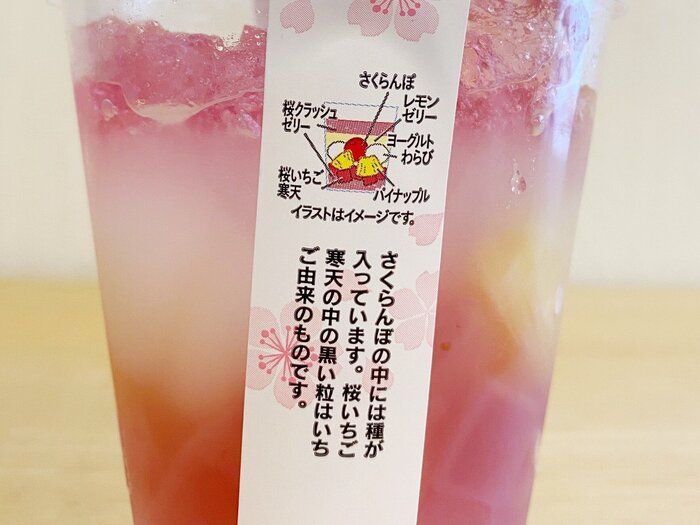 さくらんぼ
レモン
ゼリー
桜クラッシュ
ゼリー
ヨーグルト
わらび
桜いちご
寒天
パイナップル
イラストはイメージです。
さくらんぼの中には種が
入っています。桜いちご
寒天の中の黒い粒はいち
ご由来のものです。